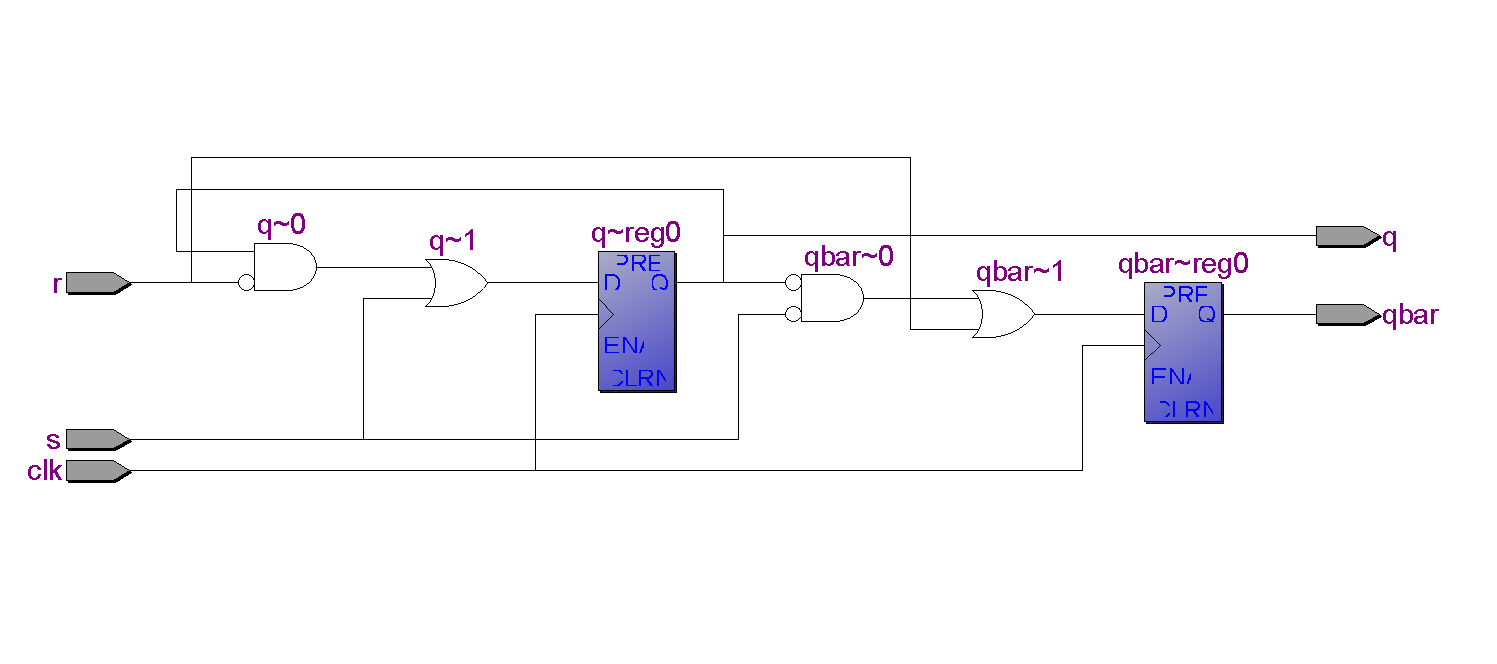 r
s
clk
q~0
q~1
q~reg0
PRE
D Q
ENA
CLRN
qbar~0
qbar~1
qbar~reg0
PRE
D Q
ENA
CLRN
q
qbar